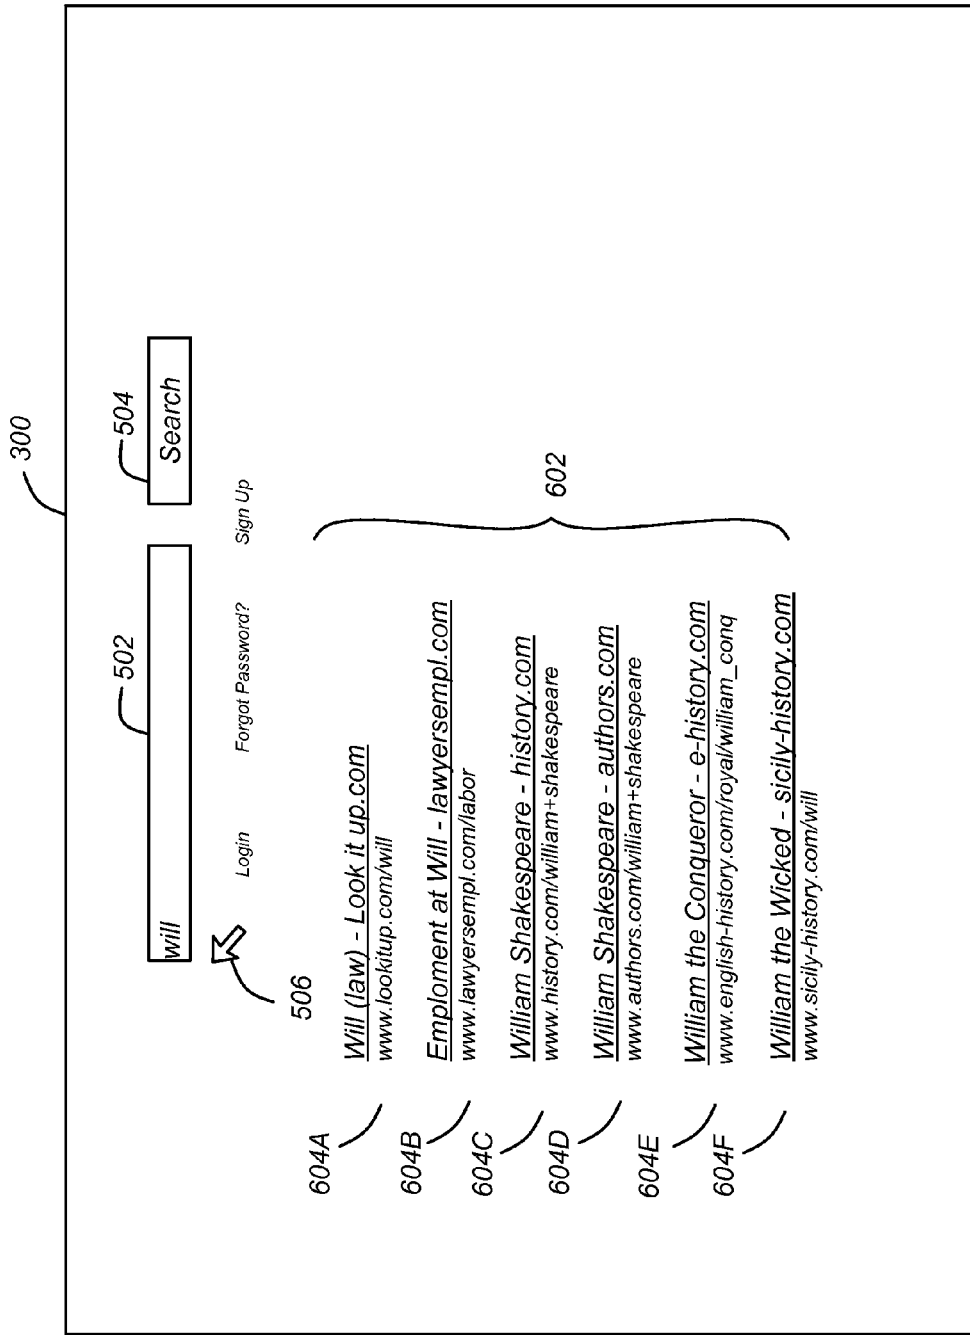 300
502
504
will
Search
506
Login Forgot Password? Sign Up
604A
Will (law) - Look it up.com
www.lookitup.com/will
604B
Emploment at Will - lawyersempl.com
www.lawyersempl.com/labor
604C
William Shakespeare - history.com
www.history.com/william+shakespeare
602
604D
William Shakespeare - authors.com
www.authors.com/william+shakespeare
604E
William the Conqueror - e-history.com
www.english-history.com/royal/william_conq
604F
William the Wicked - sicily-history.com
www.sicily-history.com/will